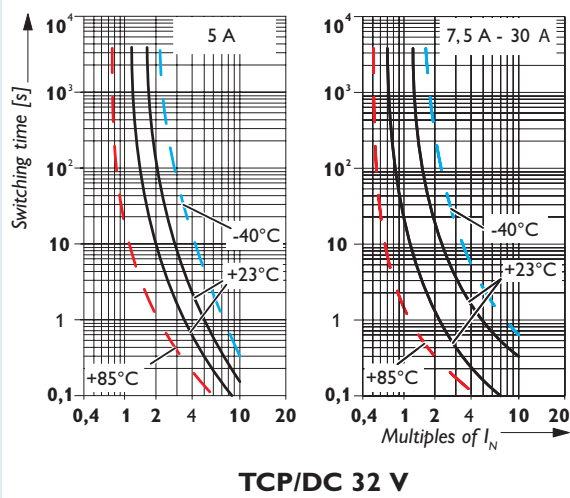 Switching time [s]
5 A
10⁴
10³
10²
10
1
0,1
-40°C
+23°C
+85°C
0,4 1 2 4 10 20
7,5 A - 30 A
10⁴
10³
10²
10
1
0,1
-40°C
+23°C
+85°C
0,4 1 2 4 10 20
Multiples of I_N
TCP/DC 32 V